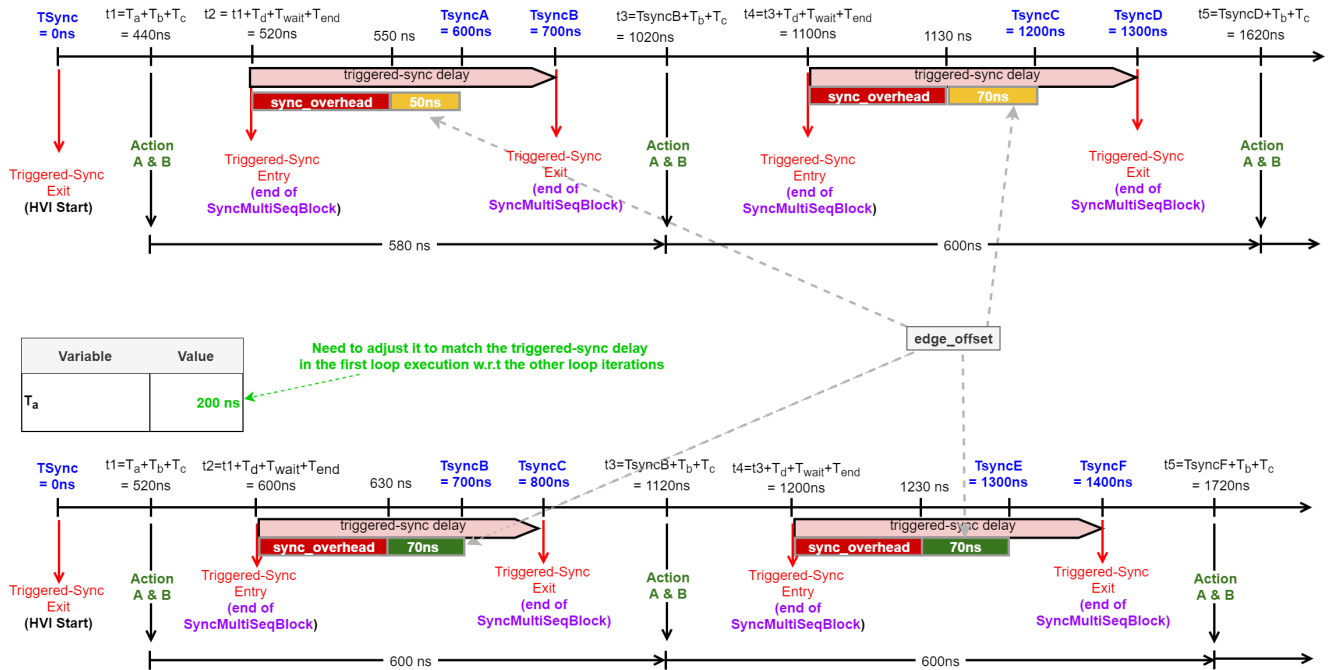 TSync
= 0ns
t1=Ta+Tb+Tc
= 440ns
t2 = t1+Td+Twait+Tend
= 520ns
550 ns
TsyncA
= 600ns
TsyncB
= 700ns
t3=TsyncB+Tb+Tc
= 1020ns
t4=t3+Td+Twait+Tend
= 1100ns
1130 ns
TsyncC
= 1200ns
TsyncD
= 1300ns
t5=TsyncD+Tb+Tc
= 1620ns
triggered-sync delay
sync_overhead
50ns
triggered-sync delay
sync_overhead
70ns
Triggered-Sync
Exit
(HVI Start)
Action
A & B
Triggered-Sync
Entry
(end of
SyncMultiSeqBlock)
Triggered-Sync
Exit
(end of
SyncMultiSeqBlock)
Action
A & B
Triggered-Sync
Entry
(end of
SyncMultiSeqBlock)
Triggered-Sync
Exit
(end of
SyncMultiSeqBlock)
Action
A & B
580 ns
600ns
edge_offset
Variable Value
Ta 200 ns
Need to adjust it to match the triggered-sync delay
in the first loop execution w.r.t the other loop iterations
TSync
= 0ns
t1=Ta+Tb+Tc
= 520ns
t2=t1+Td+Twait+Tend
= 600ns
630 ns
TsyncB
= 700ns
TsyncC
= 800ns
t3=TsyncB+Tb+Tc
= 1120ns
t4=t3+Td+Twait+Tend
= 1200ns
1230 ns
TsyncE
= 1300ns
TsyncF
= 1400ns
t5=TsyncF+Tb+Tc
= 1720ns
triggered-sync delay
sync_overhead
70ns
triggered-sync delay
sync_overhead
70ns
Triggered-Sync
Exit
(HVI Start)
Action
A & B
Triggered-Sync
Entry
(end of
SyncMultiSeqBlock)
Triggered-Sync
Exit
(end of
SyncMultiSeqBlock)
Action
A & B
Triggered-Sync
Entry
(end of
SyncMultiSeqBlock)
Triggered-Sync
Exit
(end of
SyncMultiSeqBlock)
Action
A & B
600 ns
600ns